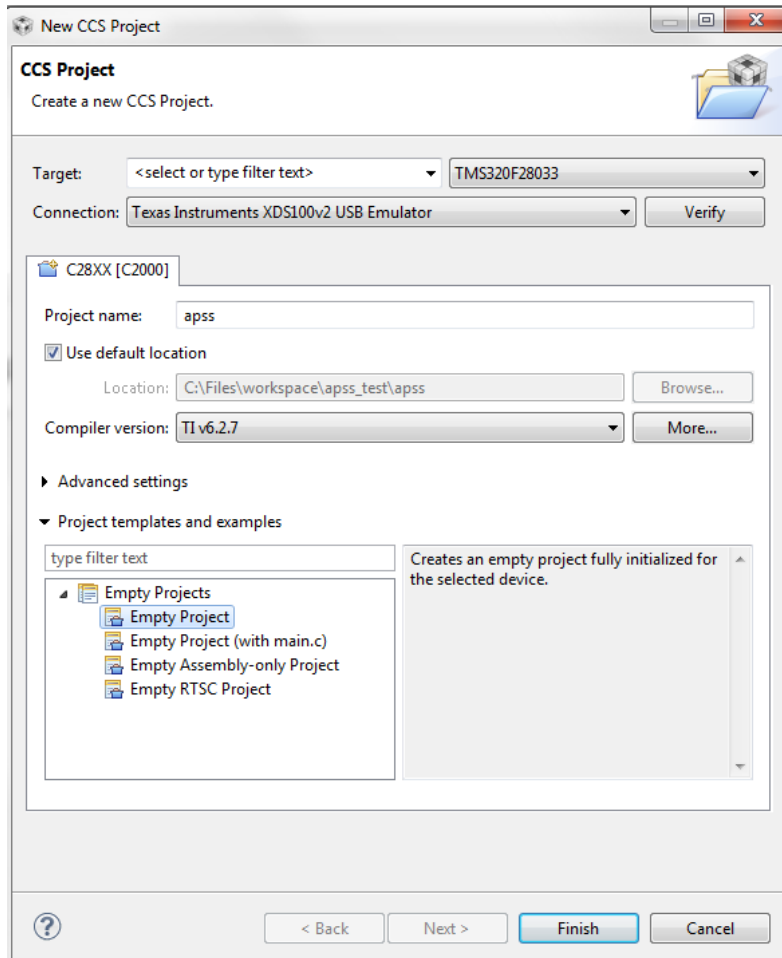 New CCS Project
CCS Project
Create a new CCS Project.
Target: <select or type filter text> TMS320F28033
Connection: Texas Instruments XDS100v2 USB Emulator Verify
C28XX [C2000]
Project name: apss
Use default location
Location: C:\Files\workspace\apss_test\apss Browse...
Compiler version: TI v6.2.7 More...
Advanced settings
Project templates and examples
type filter text
Empty Projects
Empty Project
Empty Project (with main.c)
Empty Assembly-only Project
Empty RTSC Project
Creates an empty project fully initialized for
the selected device.
? < Back Next > Finish Cancel